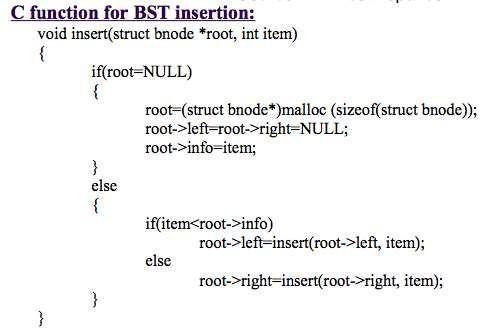 C function for BST insertion:
void insert(struct bnode *root, int item)
{
if(root=NULL)
{
root=(struct bnode*)malloc (sizeof(struct bnode));
root->left=root->right=NULL;
root->info=item;
}
else
{
if(item<root->info)
root->left=insert(root->left, item);
else
root->right=insert(root->right, item);
}
}